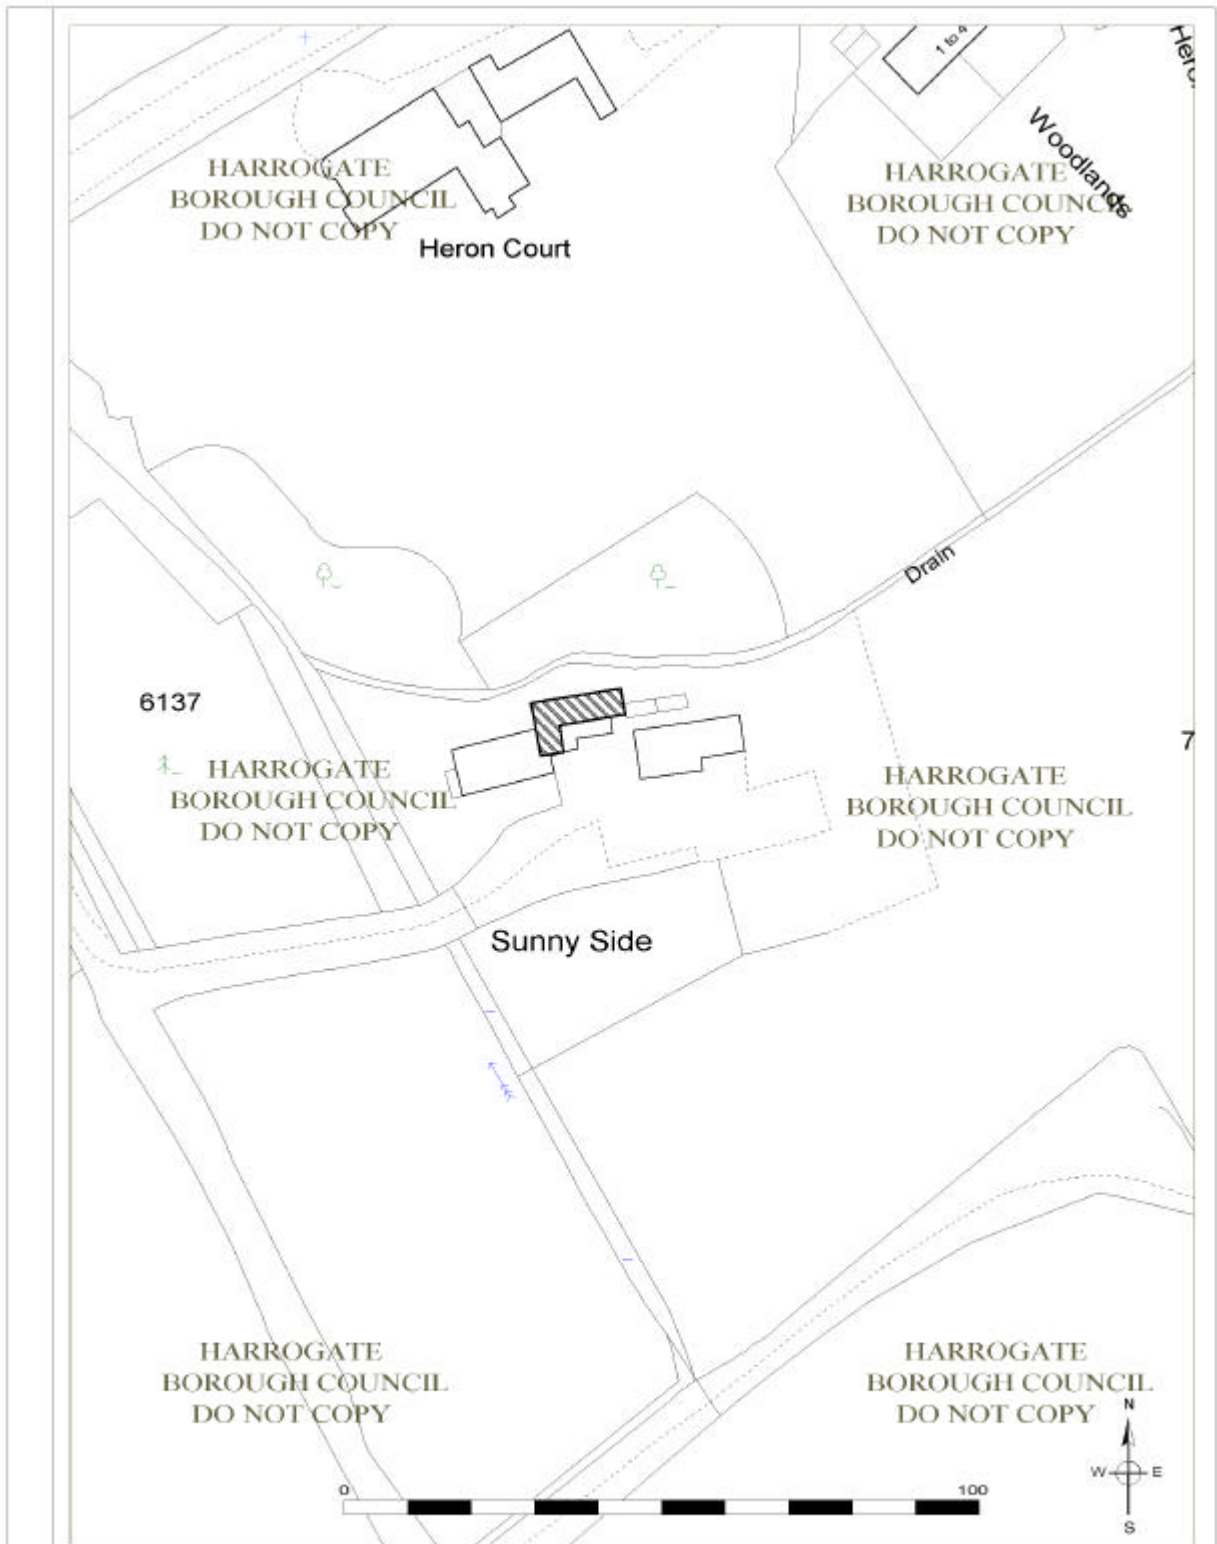 1 to 4
Hero
Woodlands
HARROGATE
BOROUGH COUNCIL
DO NOT COPY
HARROGATE
BOROUGH COUNCIL
DO NOT COPY
Heron Court
Drain
6137
7
HARROGATE
BOROUGH COUNCIL
DO NOT COPY
HARROGATE
BOROUGH COUNCIL
DO NOT COPY
Sunny Side
HARROGATE
BOROUGH COUNCIL
DO NOT COPY
HARROGATE
BOROUGH COUNCIL
DO NOT COPY
N
W
E
S
0
100